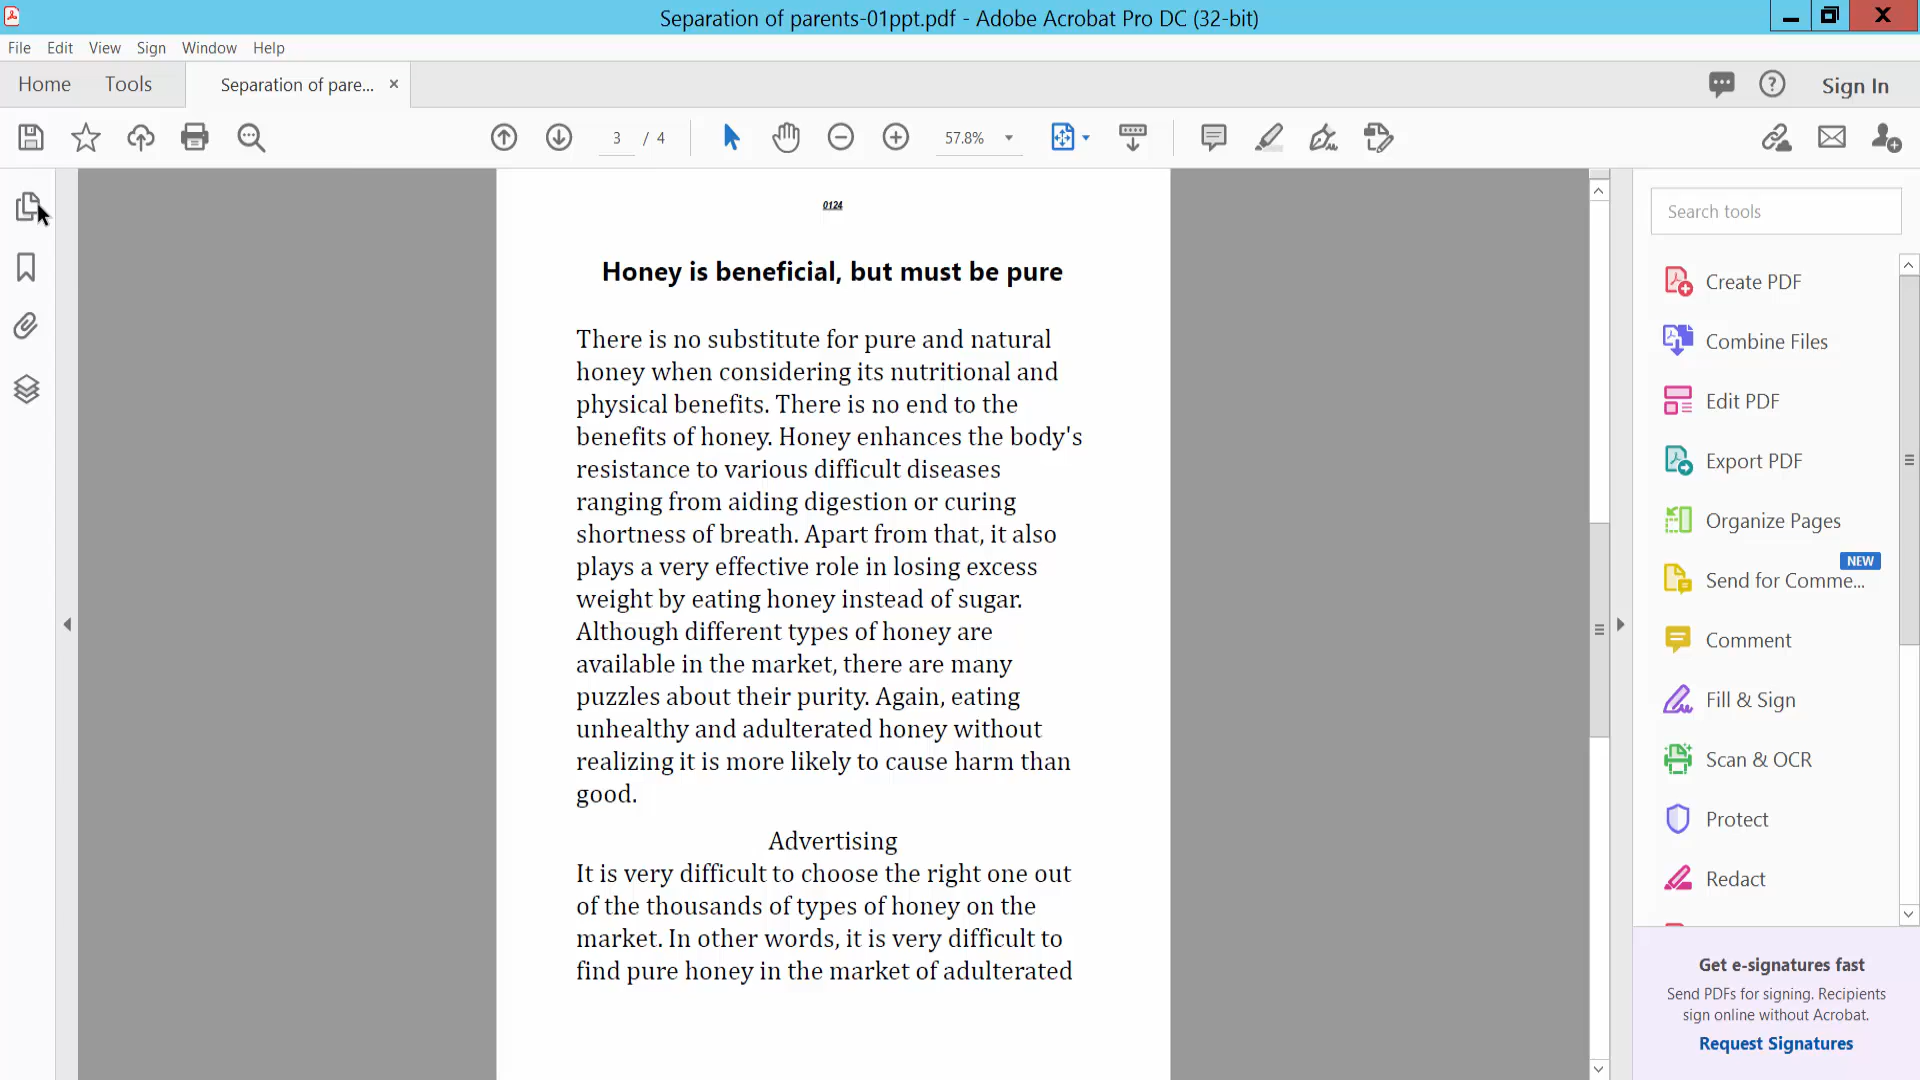 Separation of parents-01ppt.pdf - Adobe Acrobat Pro DC (32-bit)
File Edit View Sign Window Help
Home Tools Separation of pare... × Sign In
3 / 4 57.8%
Search tools
0124
Honey is beneficial, but must be pure
There is no substitute for pure and natural
honey when considering its nutritional and
physical benefits. There is no end to the
benefits of honey. Honey enhances the body's
resistance to various difficult diseases
ranging from aiding digestion or curing
shortness of breath. Apart from that, it also
plays a very effective role in losing excess
weight by eating honey instead of sugar.
Although different types of honey are
available in the market, there are many
puzzles about their purity. Again, eating
unhealthy and adulterated honey without
realizing it is more likely to cause harm than
good.
Advertising
It is very difficult to choose the right one out
of the thousands of types of honey on the
market. In other words, it is very difficult to
find pure honey in the market of adulterated
Create PDF
Combine Files
Edit PDF
Export PDF
Organize Pages
NEW
Send for Comme...
Comment
Fill & Sign
Scan & OCR
Protect
Redact
Get e-signatures fast
Send PDFs for signing. Recipients
sign online without Acrobat.
Request Signatures